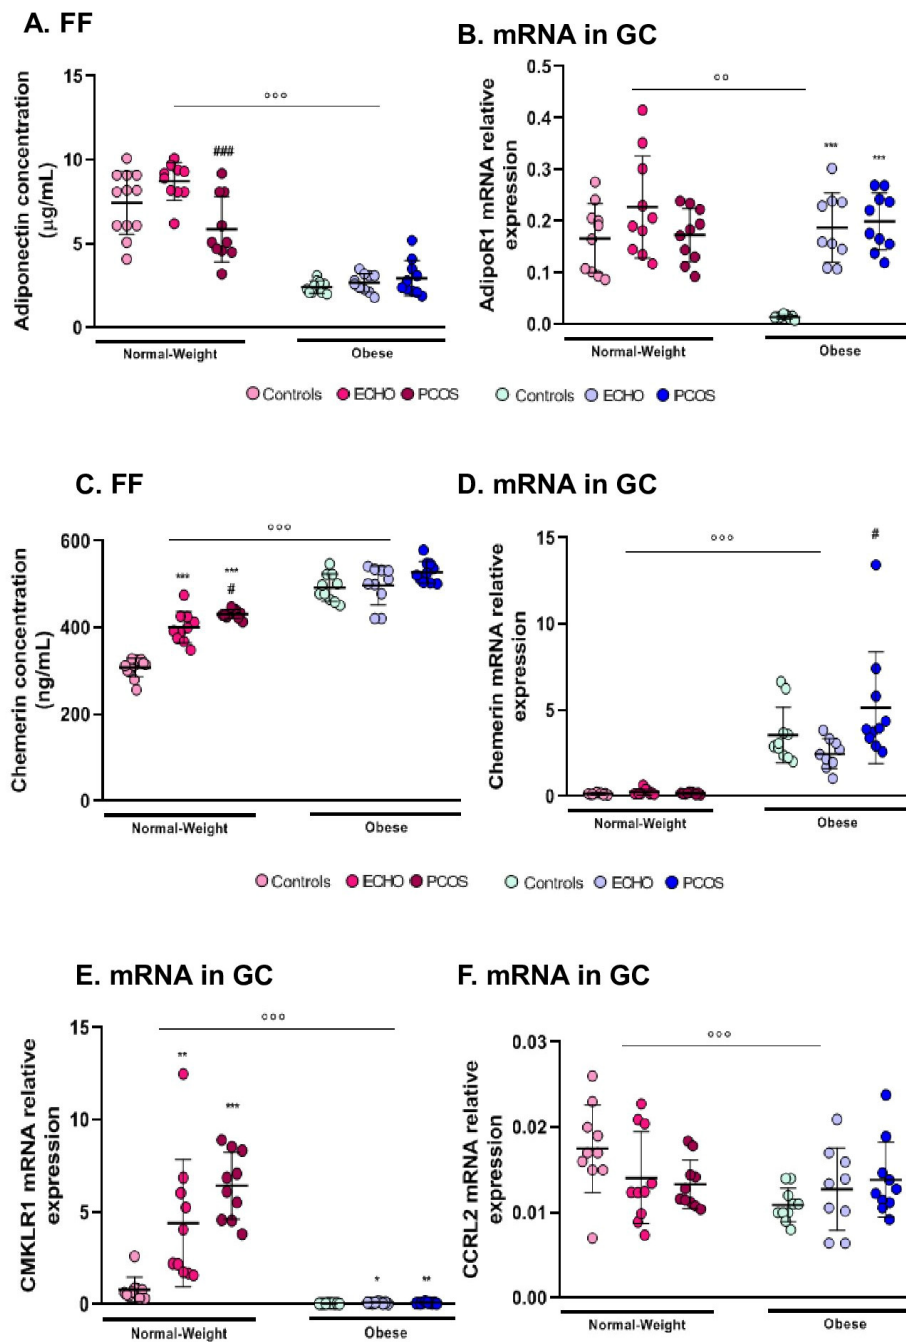 A. FF
B. mRNA in GC
Adiponectin concentration
(µg/mL)
15
10
5
0
°°°
###
Normal-Weight
Obese
AdipoR1 mRNA relative
expression
0.5
0.4
0.3
0.2
0.1
0.0
°°
***
***
Normal-Weight
Obese
Controls ECHO PCOS Controls ECHO PCOS
C. FF
D. mRNA in GC
Chemerin concentration
(ng/mL)
600
400
200
0
°°°
***
***
#
Normal-Weight
Obese
Chemerin mRNA relative
expression
15
10
5
0
°°°
#
Normal-Weight
Obese
Controls ECHO PCOS Controls ECHO PCOS
E. mRNA in GC
F. mRNA in GC
CMKLR1 mRNA relative
expression
15
10
5
0
°°°
**
***
*
**
Normal-Weight
Obese
CCRL2 mRNA relative
expression
0.03
0.02
0.01
0.00
°°°
Normal-Weight
Obese